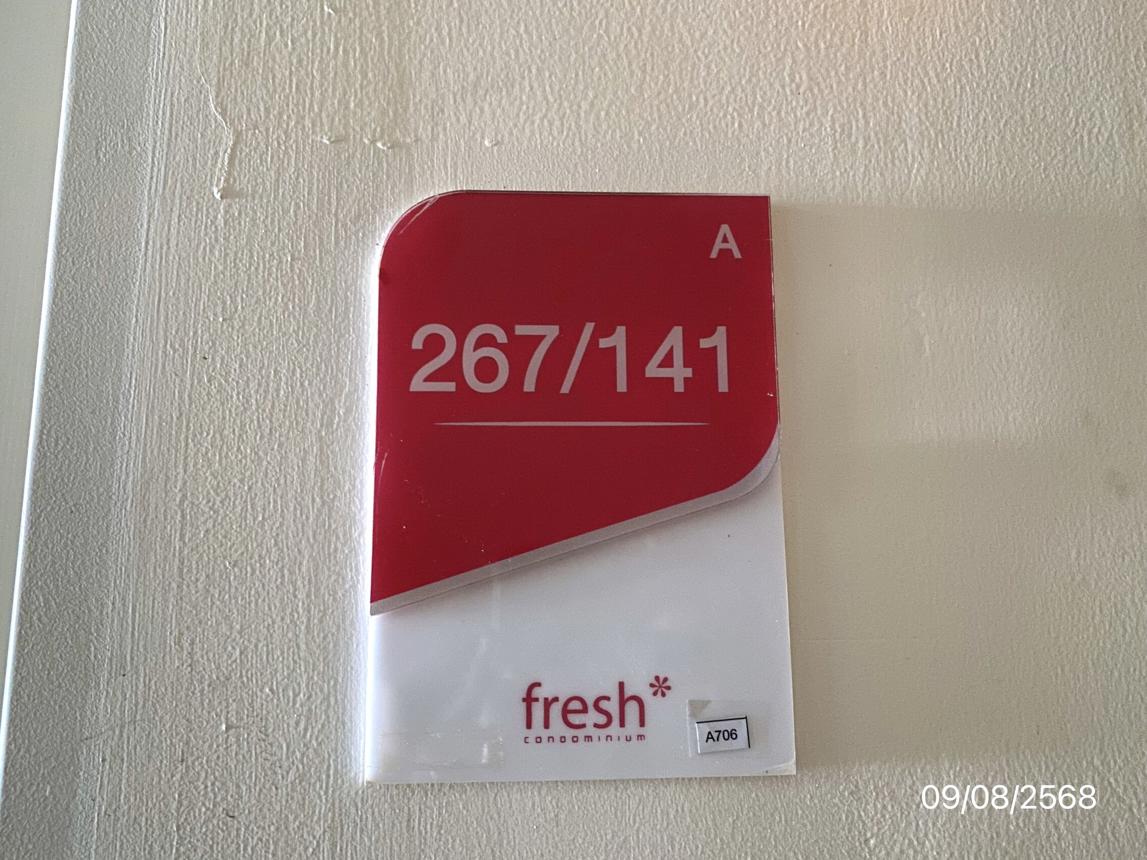 A
267/141
fresh*
condominium
A706
09/08/2568